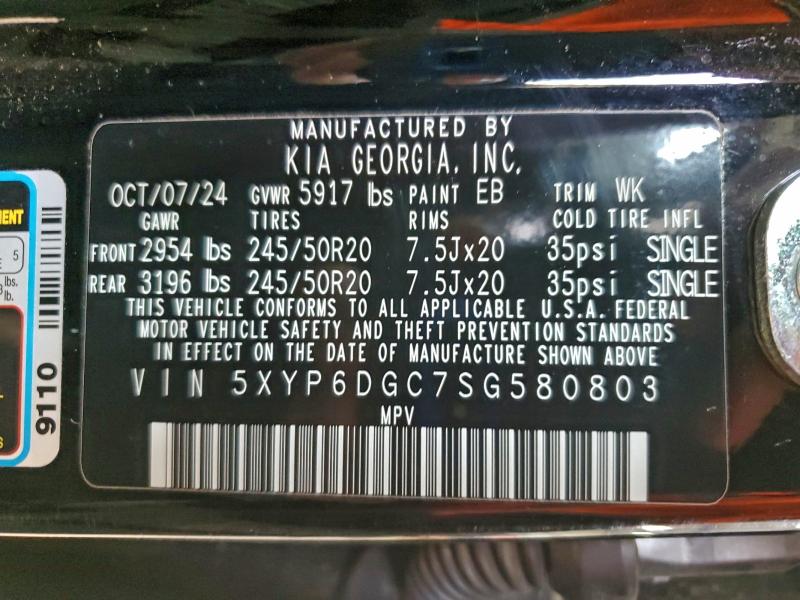 MANUFACTURED BY
KIA GEORGIA, INC.
OCT/07/24 GVWR 5917 lbs PAINT EB TRIM WK
GAWR TIRES RIMS COLD TIRE INFL
FRONT 2954 lbs 245/50R20 7.5Jx20 35psi SINGLE
REAR 3196 lbs 245/50R20 7.5Jx20 35psi SINGLE
THIS VEHICLE CONFORMS TO ALL APPLICABLE U.S.A. FEDERAL
MOTOR VEHICLE SAFETY AND THEFT PREVENTION STANDARDS
IN EFFECT ON THE DATE OF MANUFACTURE SHOWN ABOVE
VIN 5XYP6DGC7SG580803
MPV
5
lbs.
lb.
9110